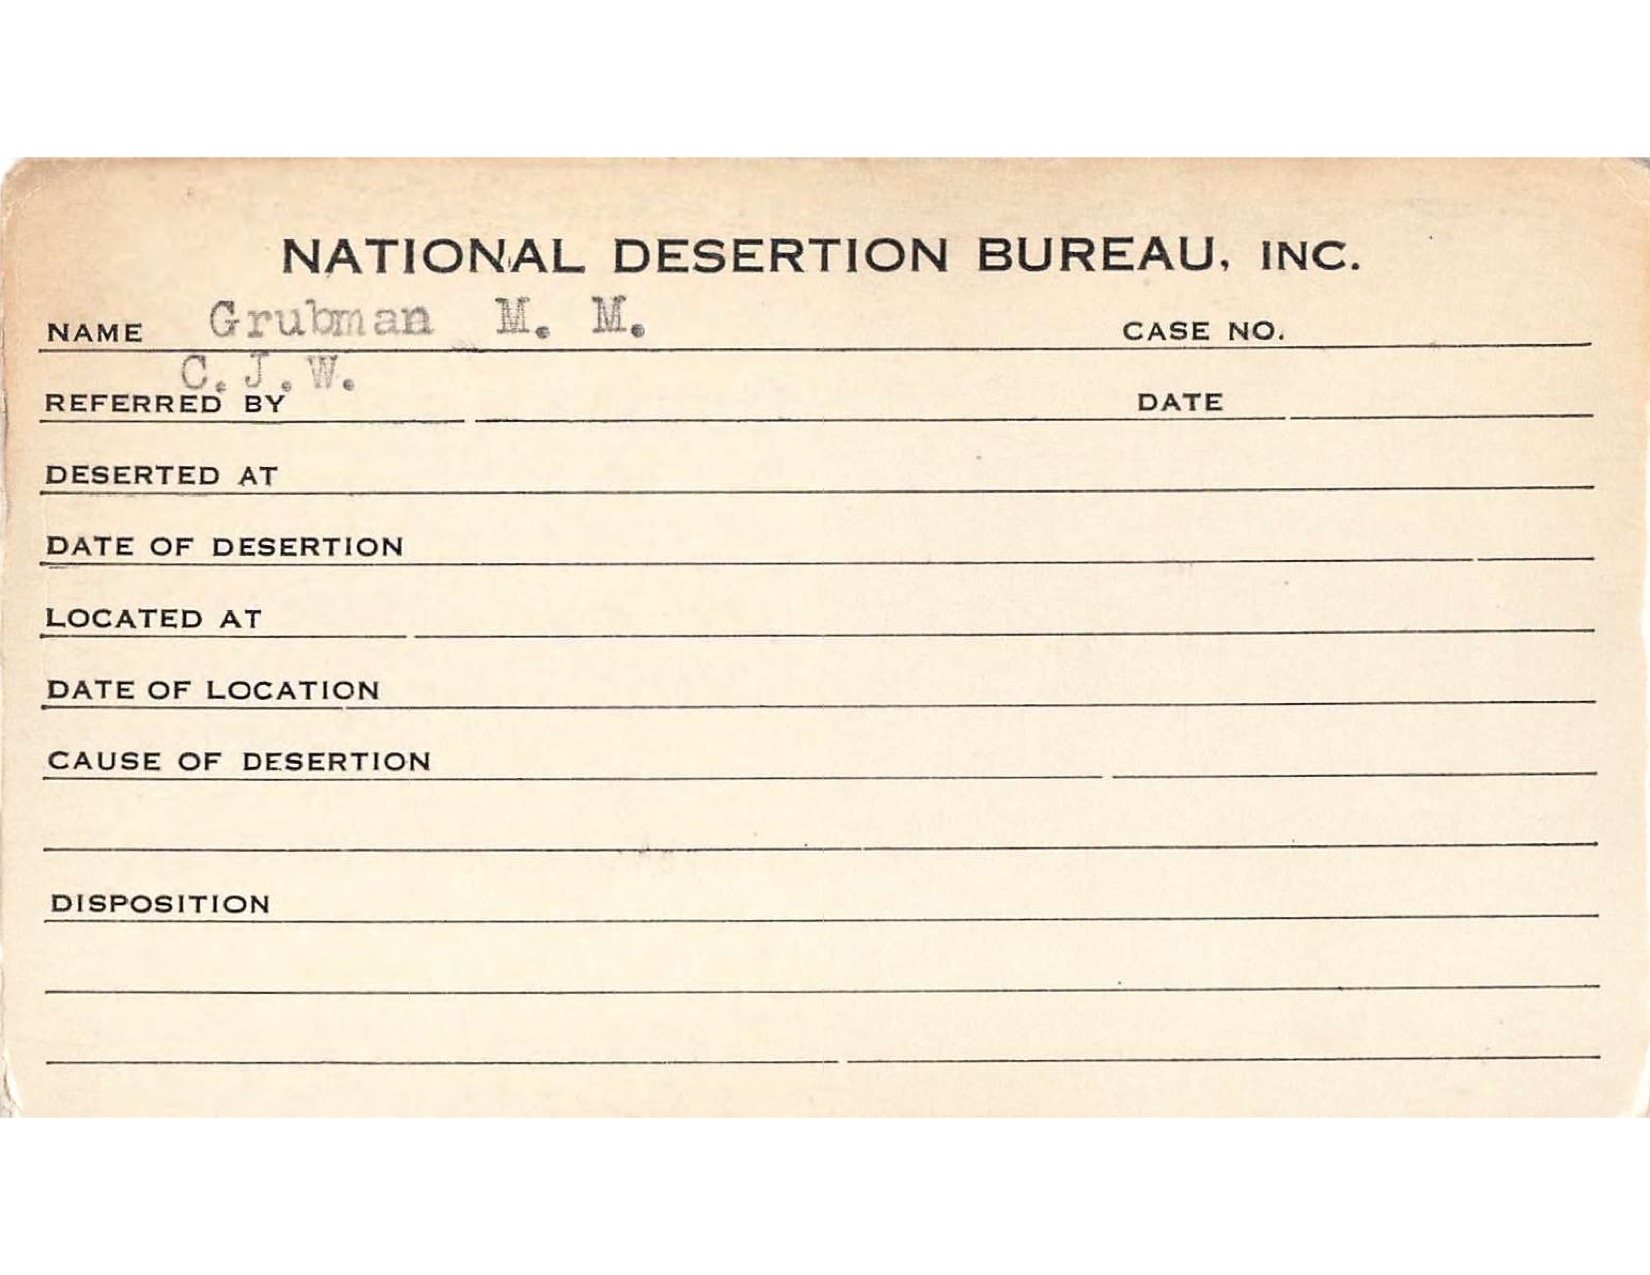 NATIONAL DESERTION BUREAU, INC.
NAME Grubman M. M. CASE NO.
C.J.W.
REFERRED BY DATE
DESERTED AT
DATE OF DESERTION
LOCATED AT
DATE OF LOCATION
CAUSE OF DESERTION
DISPOSITION